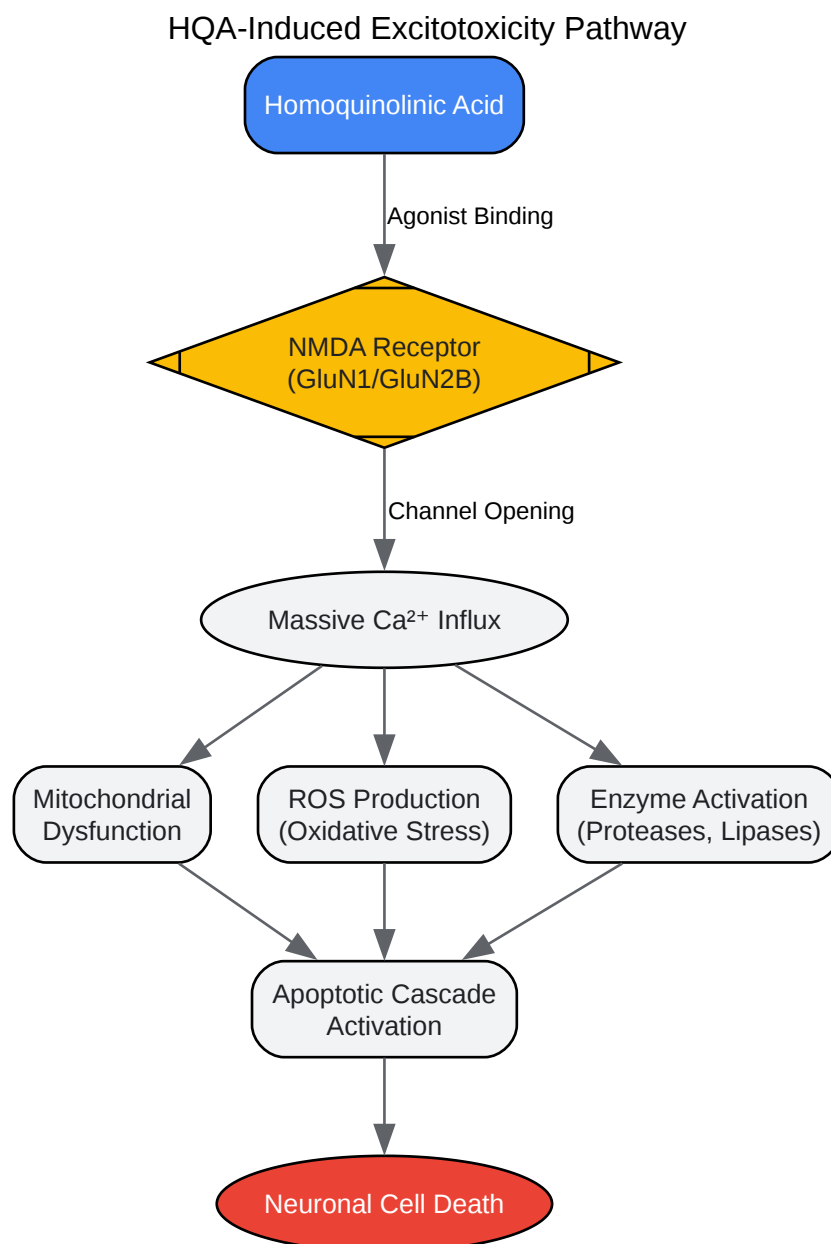 HQA-Induced Excitotoxicity Pathway
Homoquinolinic Acid
Agonist Binding
NMDA Receptor
(GluN1/GluN2B)
Channel Opening
Massive Ca²⁺ Influx
Mitochondrial
Dysfunction
ROS Production
(Oxidative Stress)
Enzyme Activation
(Proteases, Lipases)
Apoptotic Cascade
Activation
Neuronal Cell Death